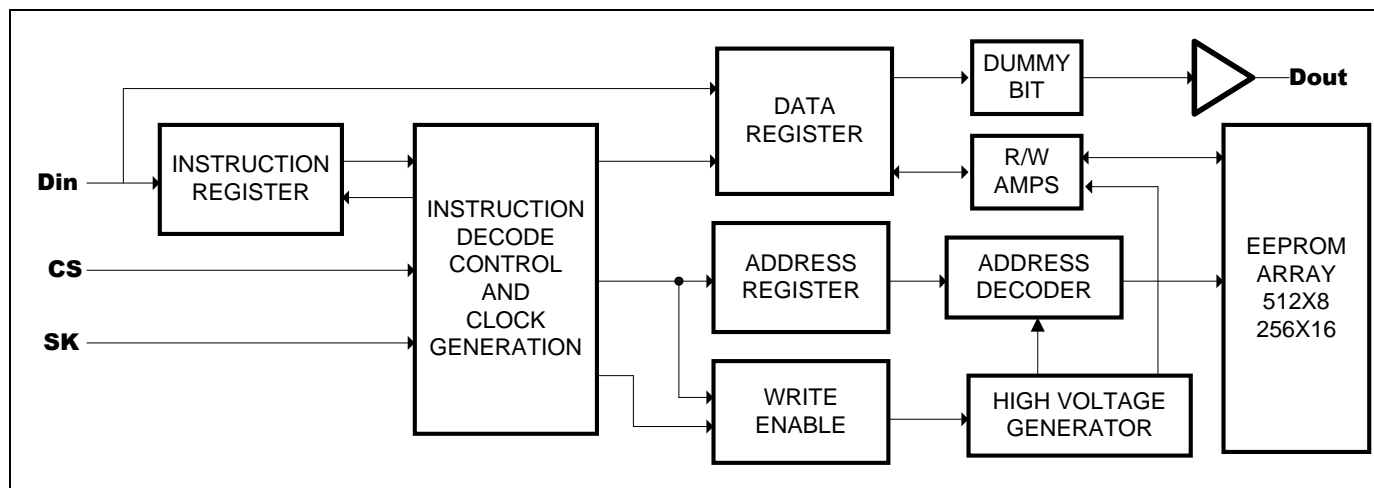 DUMMY
BIT
Dout
DATA
REGISTER
INSTRUCTION
REGISTER
R/W
AMPS
Din
INSTRUCTION
DECODE
CONTROL
AND
CLOCK
GENERATION
CS
SK
ADDRESS
REGISTER
ADDRESS
DECODER
EEPROM
ARRAY
512X8
256X16
WRITE
ENABLE
HIGH VOLTAGE
GENERATOR